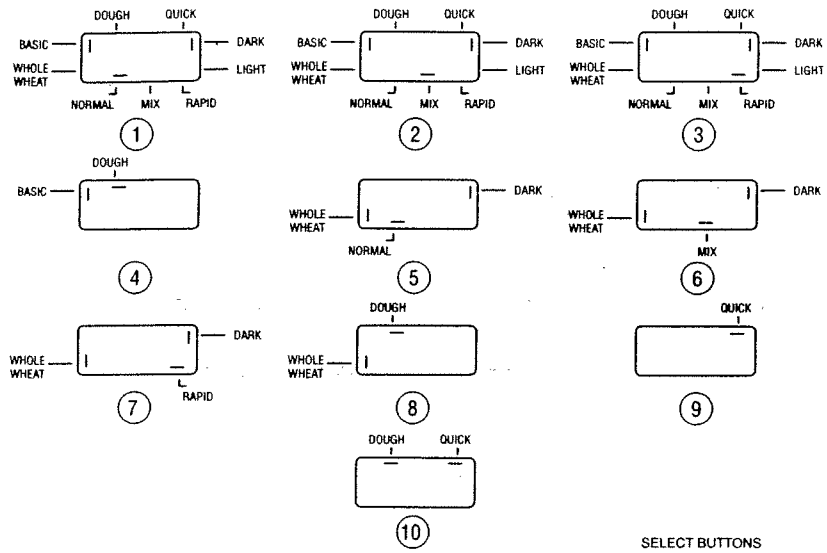 DOUGH QUICK DOUGH QUICK DOUGH QUICK
BASIC DARK BASIC DARK BASIC DARK
WHOLE WHEAT LIGHT WHOLE WHEAT LIGHT WHOLE WHEAT LIGHT
NORMAL MIX RAPID NORMAL MIX RAPID NORMAL MIX RAPID
1 2 3
DOUGH
BASIC DARK DARK
WHOLE WHEAT WHOLE WHEAT
NORMAL MIX
4 5 6
DOUGH QUICK
DARK
WHOLE WHEAT WHOLE WHEAT
RAPID
7 8 9
DOUGH QUICK
10
SELECT BUTTONS